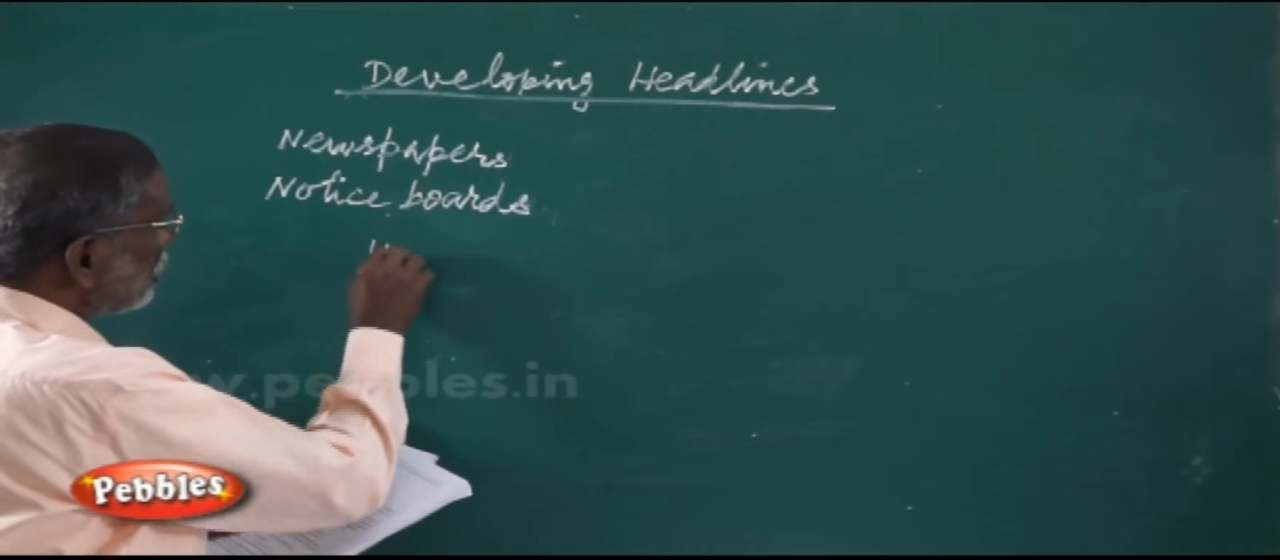 Developing Headlines
Newspapers
Notice boards
www.pebbles.in
Pebbles